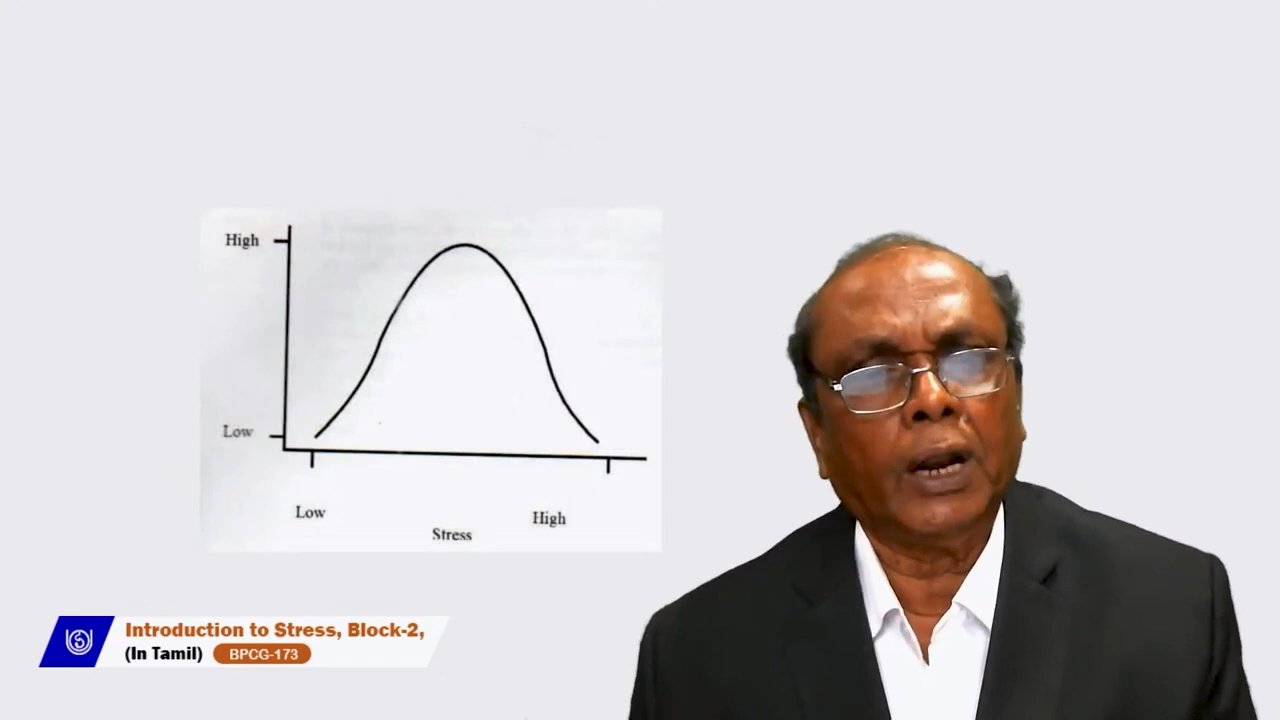 High
Low
Low
High
Stress
Introduction to Stress, Block-2,
(In Tamil) BPCG-173